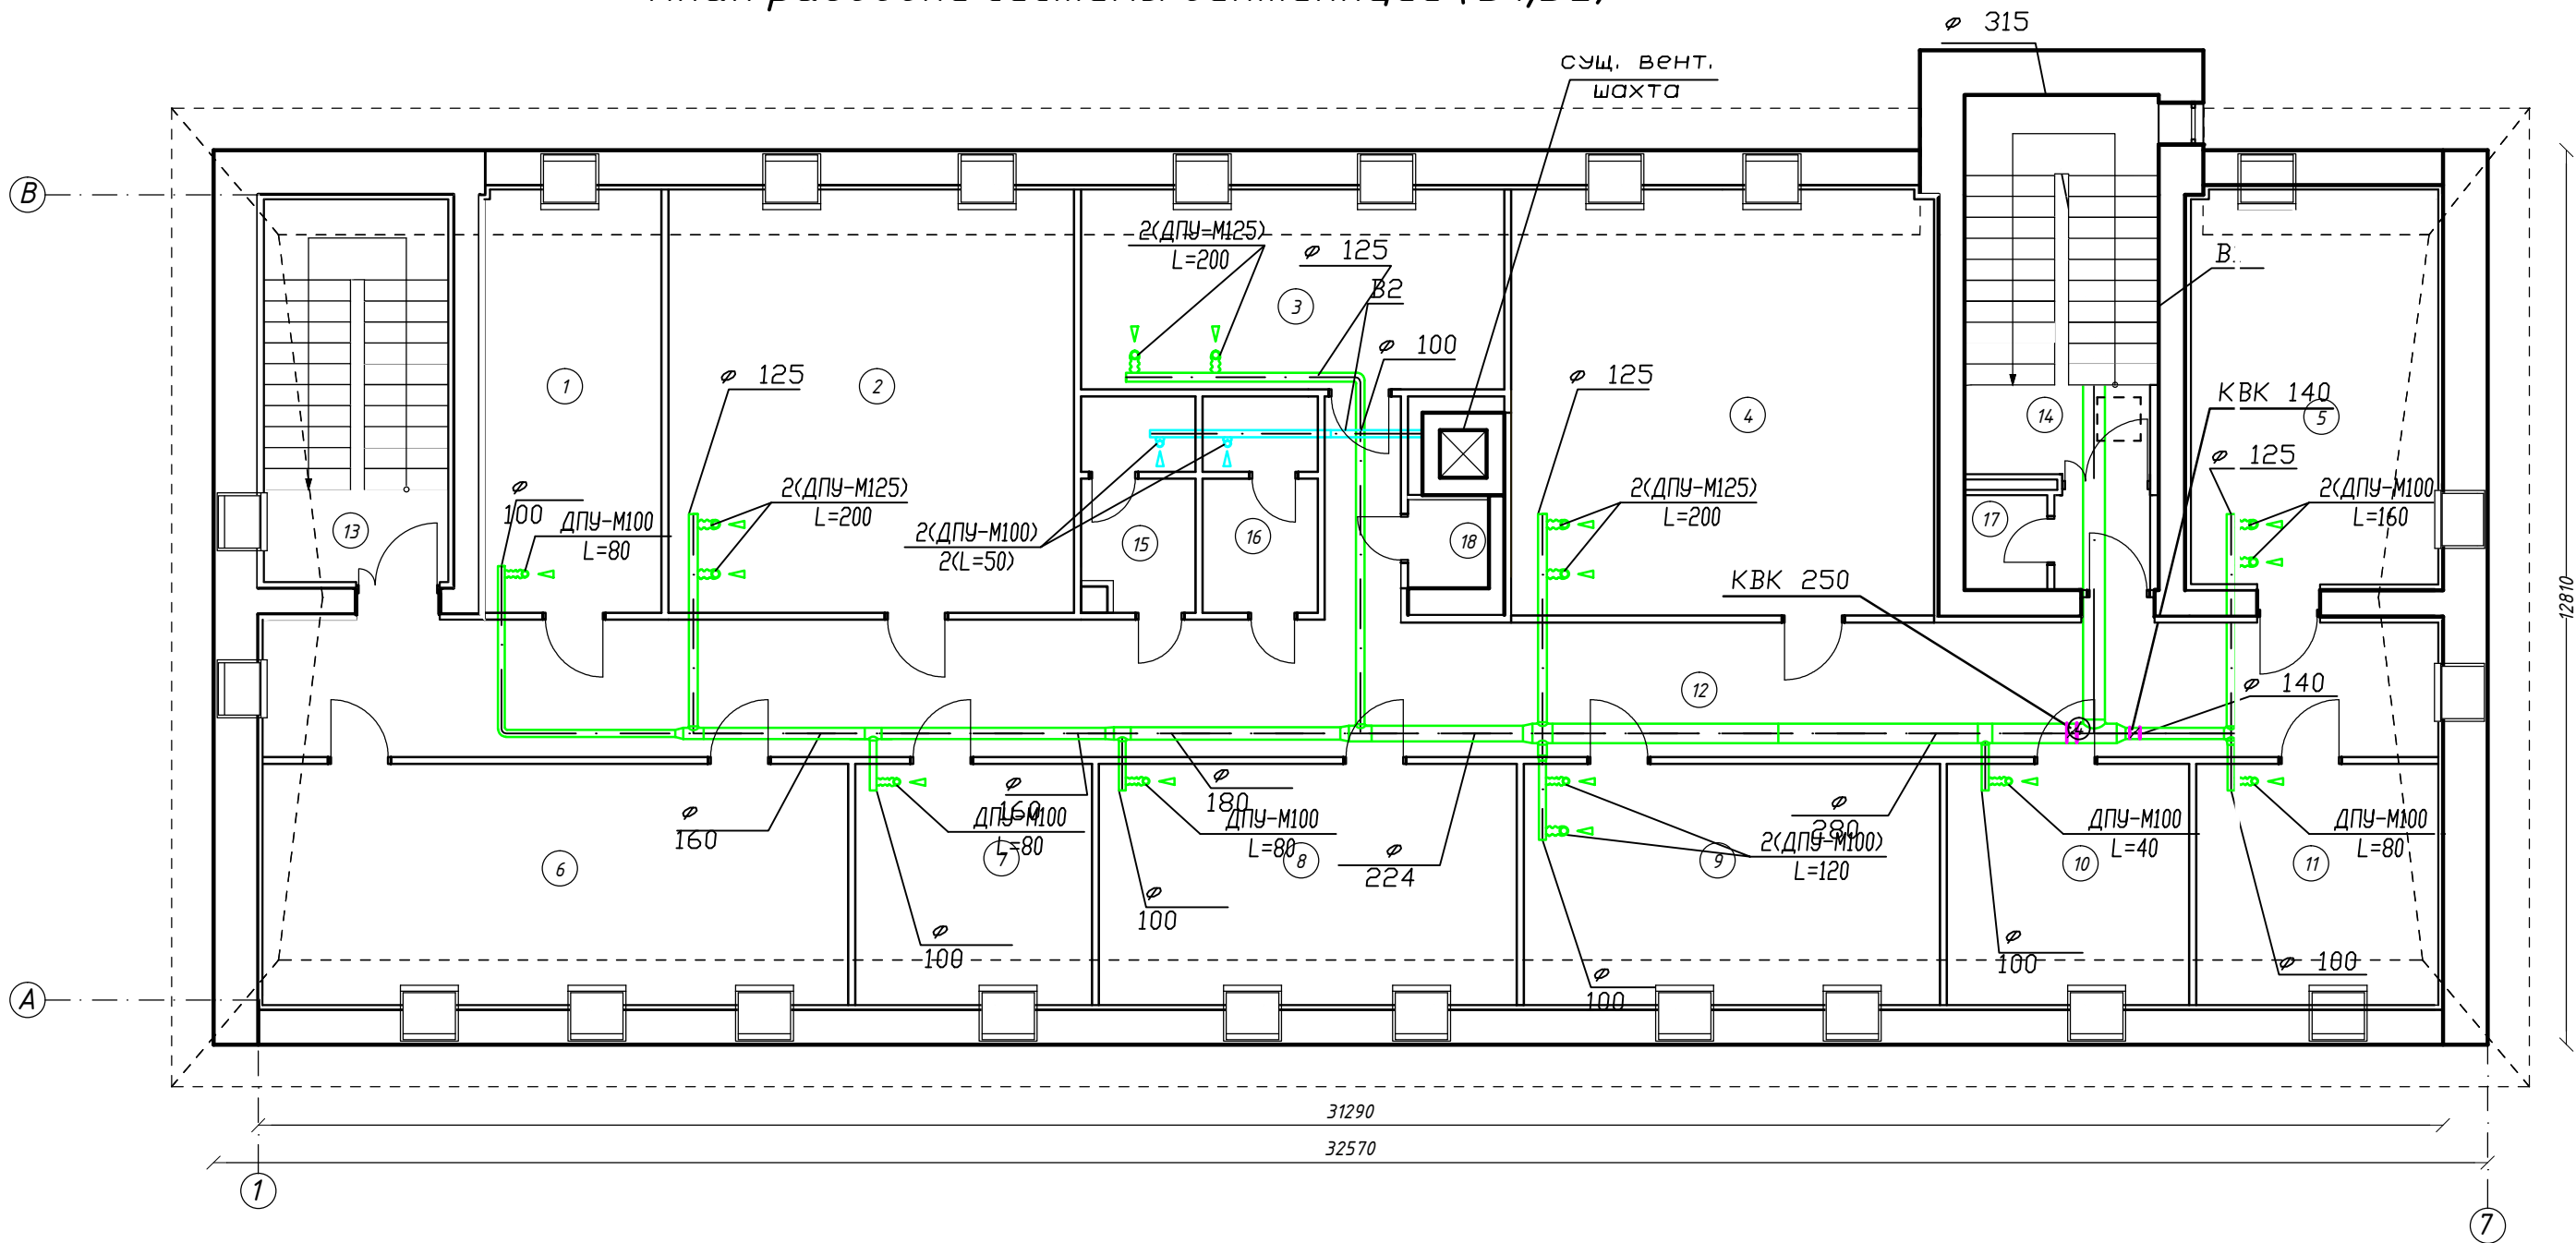 (В1,В2)
ø 315
сущ. вент.
шахта
В
2(ДПУ-М125)
L=200
ø 125
В2
3
ø 100
В.
ø 125
1
2
ø 125
4
14
КВК 140
5
ø 125
ø
100
ДПУ-М100
L=80
2(ДПУ-М125)
L=200
2(ДПУ-М100)
2(L=50)
2(ДПУ-М125)
L=200
2(ДПУ-М100
L=160
13
15
16
18
17
КВК 250
12810
12
ø 140
4
ø
160
ø
160
ДПУ-М100
L=80
ø
180
ДПУ-М100
L=80
ø
224
ø
280
2(ДПУ-М100)
L=120
ДПУ-М100
L=40
ДПУ-М100
L=80
6
7
8
9
10
11
ø
100
ø
100
ø
100
ø
100
ø 100
А
31290
32570
1
7